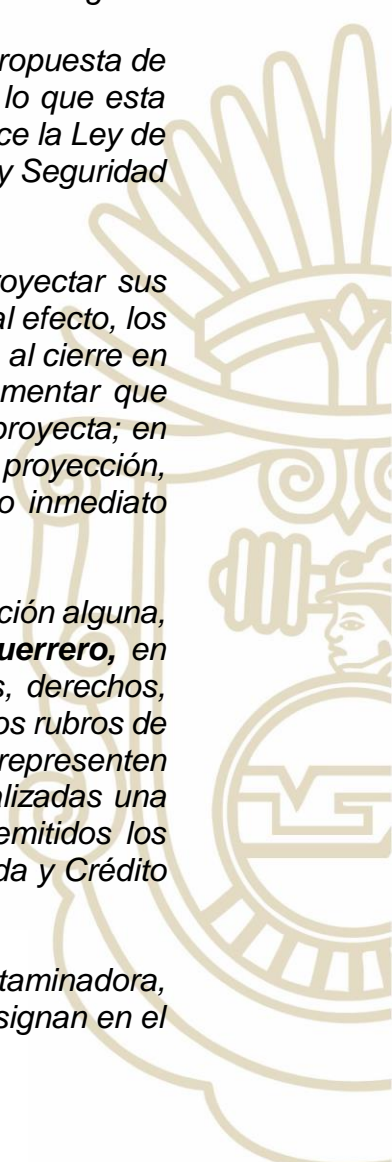 ropuesta de
lo que esta
ce la Ley de
y Seguridad
royectar sus
al efecto, los
al cierre en
mentar que
proyecta; en
proyección,
o inmediato
ción alguna,
uerrero, en
s, derechos,
os rubros de
representen
alizadas una
emitidos los
da y Crédito
taminadora,
signan en el